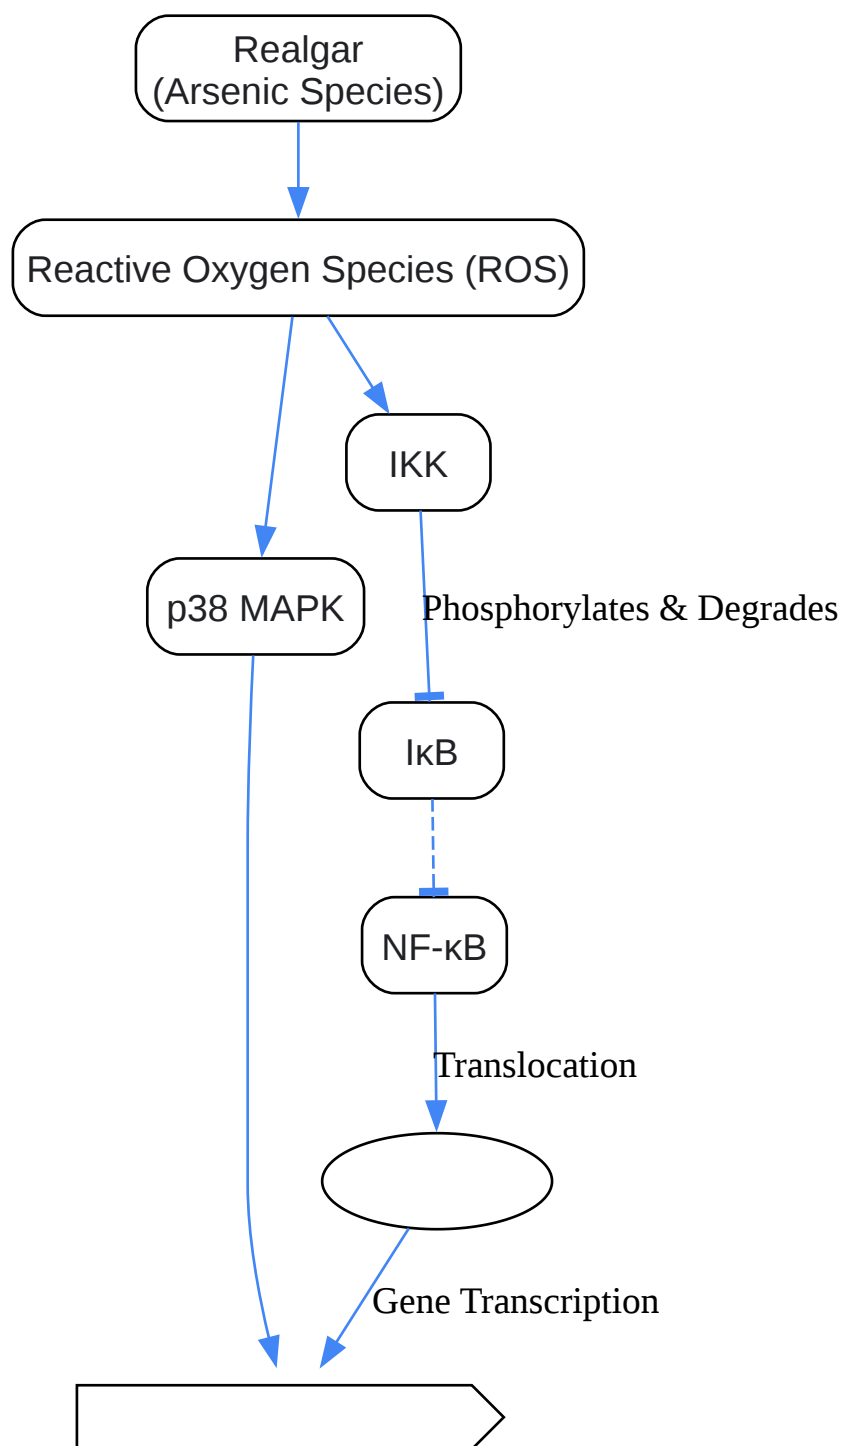 Realgar
(Arsenic Species)
Reactive Oxygen Species (ROS)
IKK
p38 MAPK
Phosphorylates & Degrades
IκB
NF-κB
Translocation
Gene Transcription